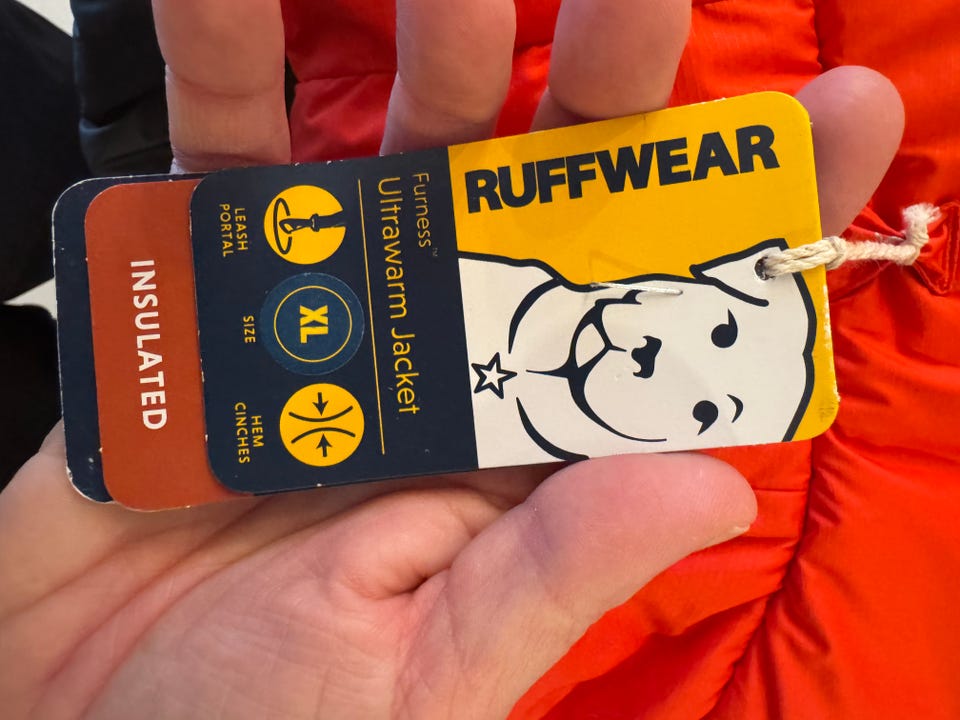 RUFFWEAR
Furness™
Ultrawarm Jacket
LEASH
PORTAL
XL
SIZE
HEM
CINCHES
INSULATED